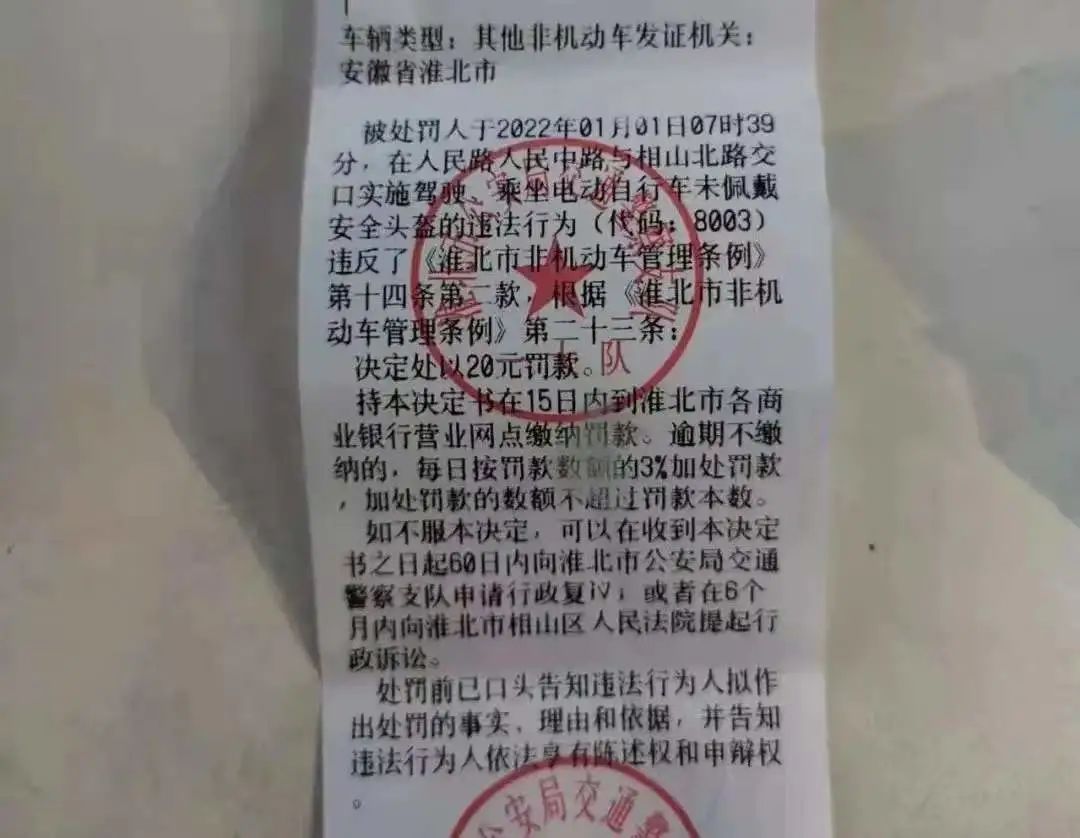 车辆类型：其他非机动车发证机关：
安徽省淮北市
被处罚人于2022年01月01日07时39
分，在人民路人民中路与相山北路交
口实施驾驶、乘坐电动自行车未佩戴
安全头盔的违法行为（代码：8003）
违反了《淮北市非机动车管理条例》
第十四条第二款，根据《淮北市非机
动车管理条例》第二十三条：
决定处以20元罚款。
持本决定书在15日内到淮北市各商
业银行营业网点缴纳罚款。逾期不缴
纳的，每日按罚款数额的3%加处罚款
，加处罚款的数额不超过罚款本数。
如不服本决定，可以在收到本决定
书之日起60日内向淮北市公安局交通
警察支队申请行政复iV；或者在6个
月内向淮北市相山区人民法院提起行
政诉讼。
处罚前已口头告知违法行为人拟作
出处罚的事实、理由和依据，并告知
违法行为人依法享有陈述权和申辩权
。
公安局交通警